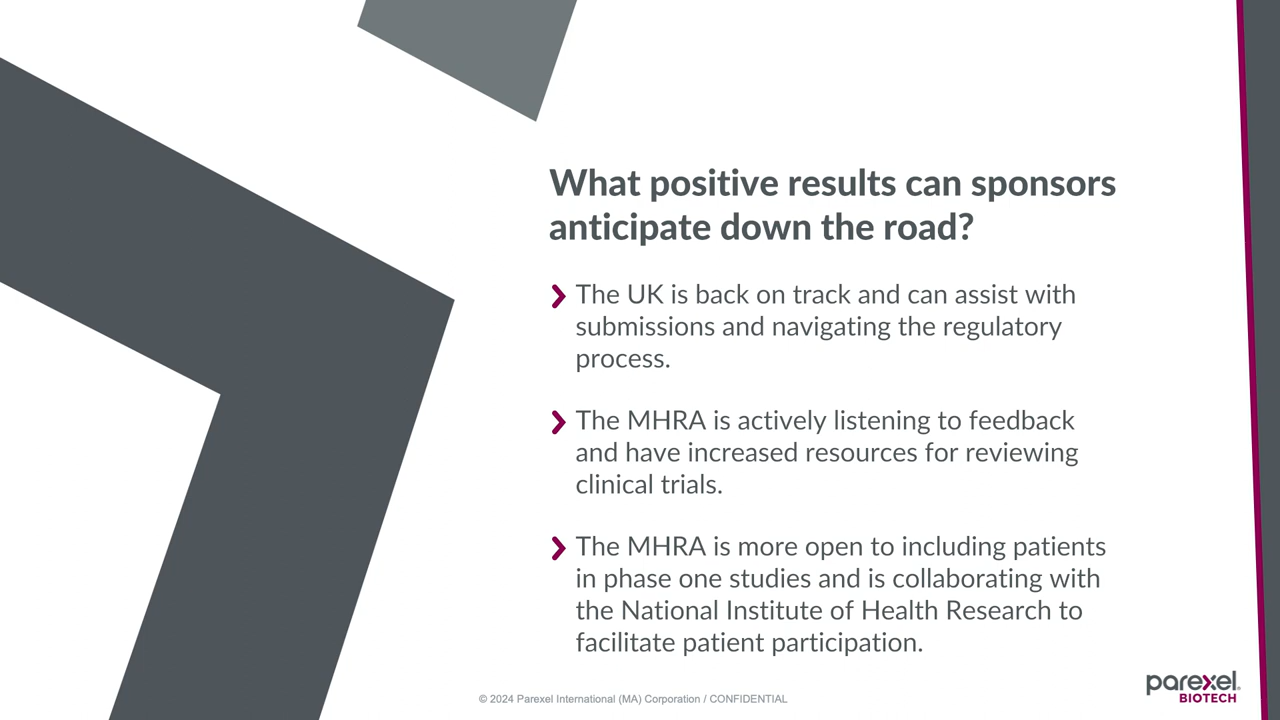 What positive results can sponsors
anticipate down the road?
The UK is back on track and can assist with
submissions and navigating the regulatory
process.
The MHRA is actively listening to feedback
and have increased resources for reviewing
clinical trials.
The MHRA is more open to including patients
in phase one studies and is collaborating with
the National Institute of Health Research to
facilitate patient participation.
© 2024 Parexel International (MA) Corporation / CONFIDENTIAL
parexel®
BIOTECH